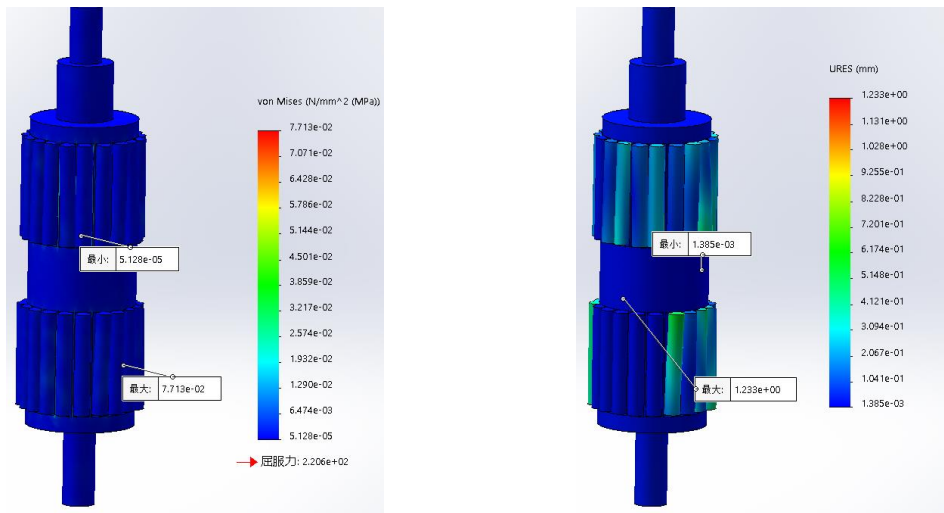 von Mises (N/mm^2 (MPa))
7.713e-02
7.071e-02
6.428e-02
5.786e-02
5.144e-02
4.501e-02
3.859e-02
3.217e-02
2.574e-02
1.932e-02
1.290e-02
6.474e-03
5.128e-05
屈服力: 2.206e+02
最小: 5.128e-05
最大: 7.713e-02
URES (mm)
1.233e+00
1.131e+00
1.028e+00
9.255e-01
8.228e-01
7.201e-01
6.174e-01
5.148e-01
4.121e-01
3.094e-01
2.067e-01
1.041e-01
1.385e-03
最小: 1.385e-03
最大: 1.233e+00